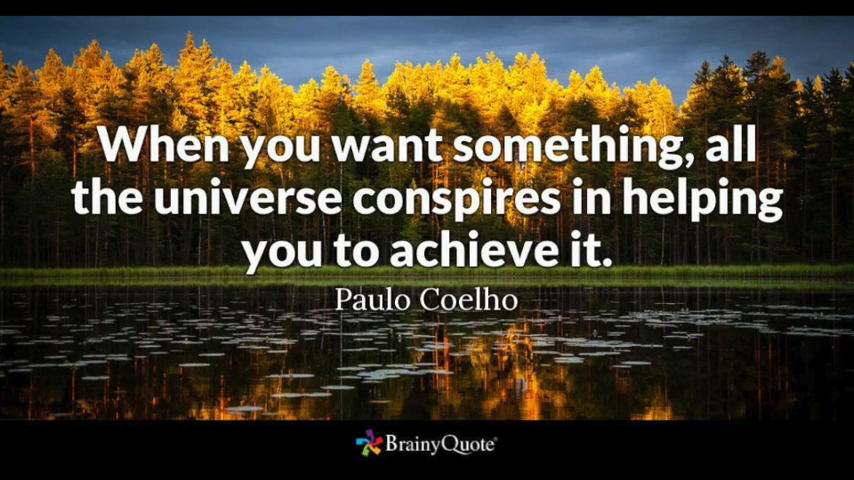 When you want something, all
the universe conspires in helping
you to achieve it.
Paulo Coelho
BrainyQuote®